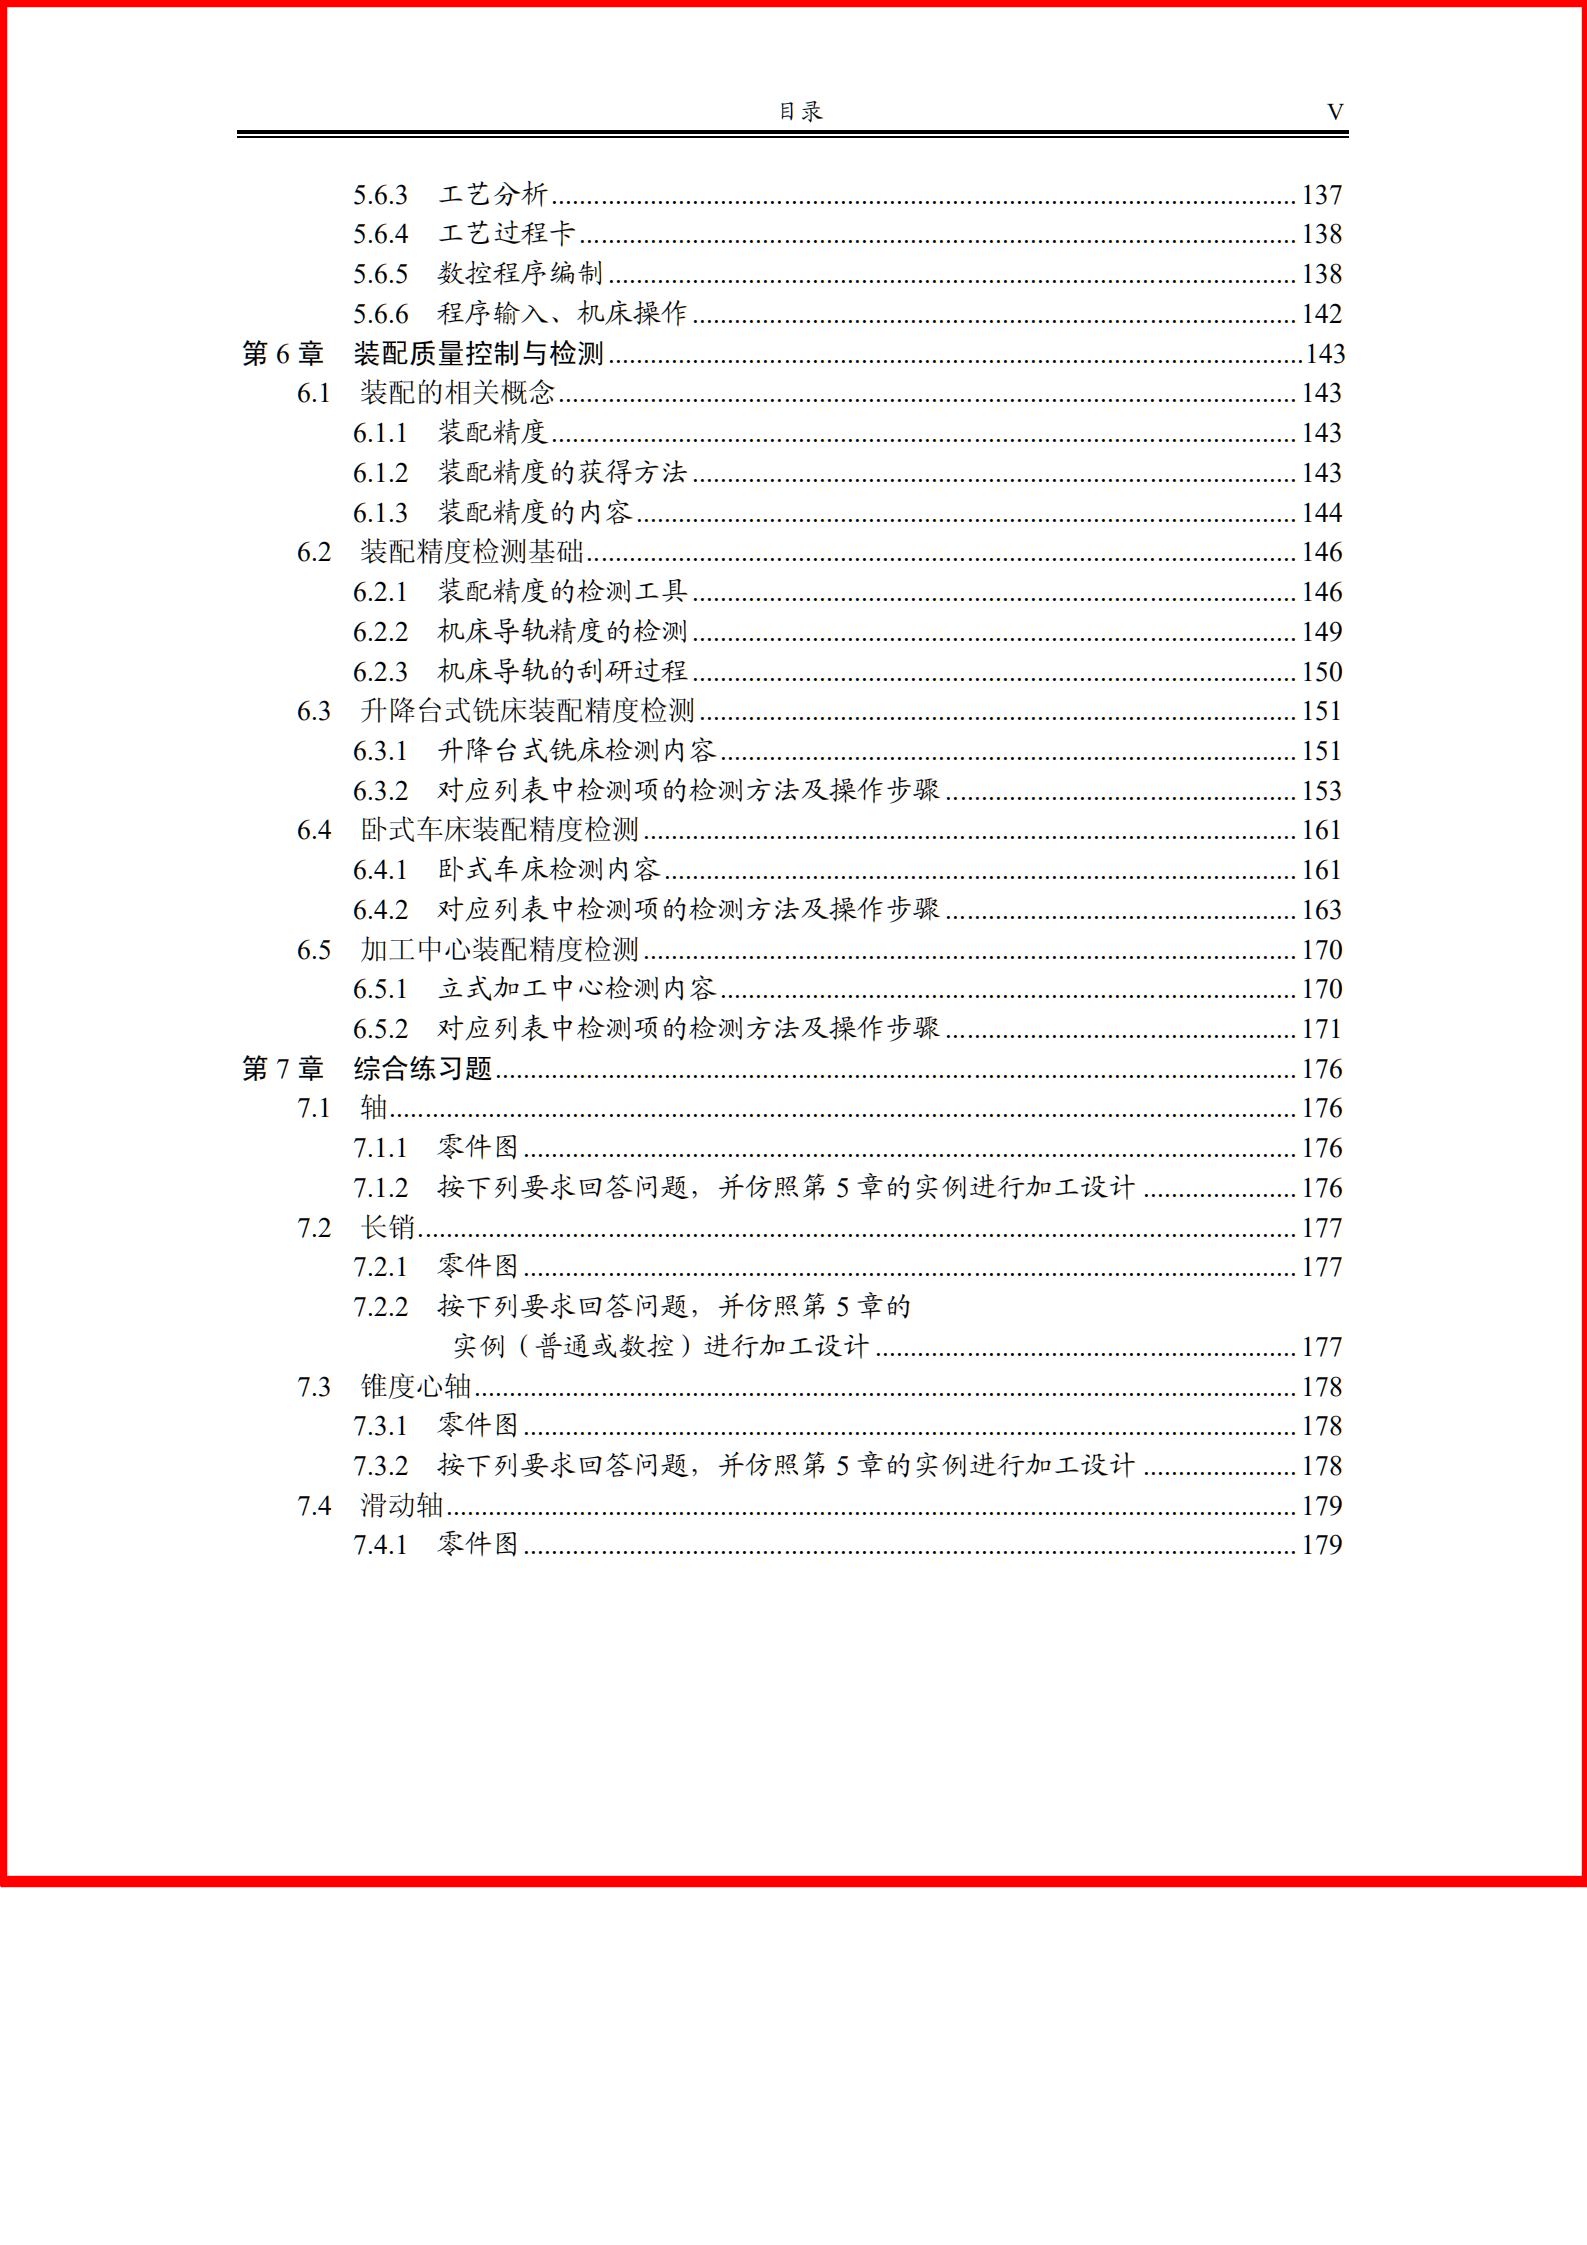 目录 V
5.6.3 工艺分析 137
5.6.4 工艺过程卡 138
5.6.5 数控程序编制 138
5.6.6 程序输入、机床操作 142
第 6 章 装配质量控制与检测 143
6.1 装配的相关概念 143
6.1.1 装配精度 143
6.1.2 装配精度的获得方法 143
6.1.3 装配精度的内容 144
6.2 装配精度检测基础 146
6.2.1 装配精度的检测工具 146
6.2.2 机床导轨精度的检测 149
6.2.3 机床导轨的刮研过程 150
6.3 升降台式铣床装配精度检测 151
6.3.1 升降台式铣床检测内容 151
6.3.2 对应列表中检测项的检测方法及操作步骤 153
6.4 卧式车床装配精度检测 161
6.4.1 卧式车床检测内容 161
6.4.2 对应列表中检测项的检测方法及操作步骤 163
6.5 加工中心装配精度检测 170
6.5.1 立式加工中心检测内容 170
6.5.2 对应列表中检测项的检测方法及操作步骤 171
第 7 章 综合练习题 176
7.1 轴 176
7.1.1 零件图 176
7.1.2 按下列要求回答问题，并仿照第 5 章的实例进行加工设计 176
7.2 长销 177
7.2.1 零件图 177
7.2.2 按下列要求回答问题，并仿照第 5 章的
实例（普通或数控）进行加工设计 177
7.3 锥度心轴 178
7.3.1 零件图 178
7.3.2 按下列要求回答问题，并仿照第 5 章的实例进行加工设计 178
7.4 滑动轴 179
7.4.1 零件图 179